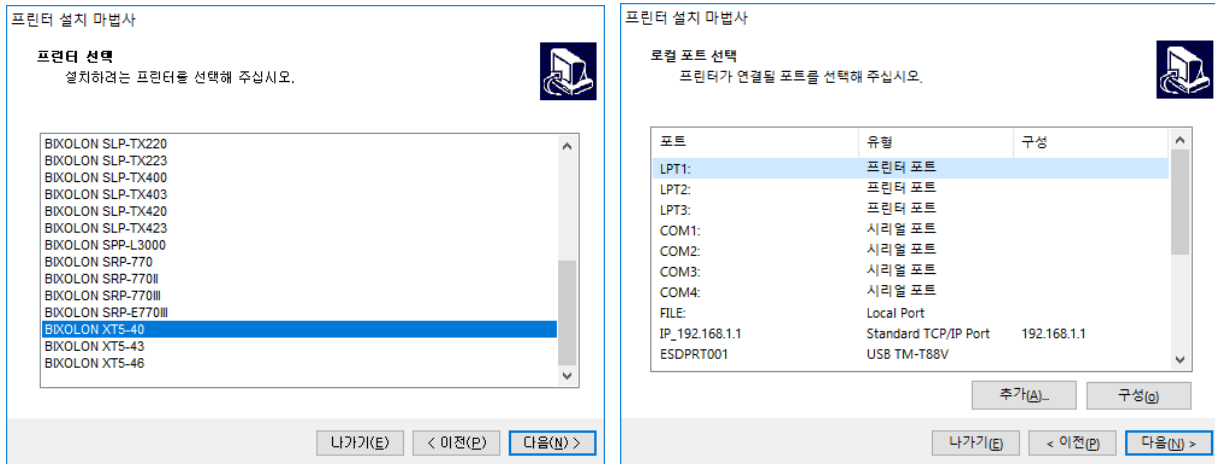 프린터 설치 마법사
프린터 선택
설치하려는 프린터를 선택해 주십시오.
BIXOLON SLP-TX220
BIXOLON SLP-TX223
BIXOLON SLP-TX400
BIXOLON SLP-TX403
BIXOLON SLP-TX420
BIXOLON SLP-TX423
BIXOLON SPP-L3000
BIXOLON SRP-770
BIXOLON SRP-770II
BIXOLON SRP-770III
BIXOLON SRP-E770III
BIXOLON XT5-40
BIXOLON XT5-43
BIXOLON XT5-46
나가기(E) < 이전(P) 다음(N) >
프린터 설치 마법사
로컬 포트 선택
프린터가 연결될 포트를 선택해 주십시오.
포트 유형 구성
LPT1: 프린터 포트
LPT2: 프린터 포트
LPT3: 프린터 포트
COM1: 시리얼 포트
COM2: 시리얼 포트
COM3: 시리얼 포트
COM4: 시리얼 포트
FILE: Local Port
IP_192.168.1.1 Standard TCP/IP Port 192.168.1.1
ESDPRT001 USB TM-T88V
추가(A)... 구성(o)
나가기(E) < 이전(P) 다음(N) >